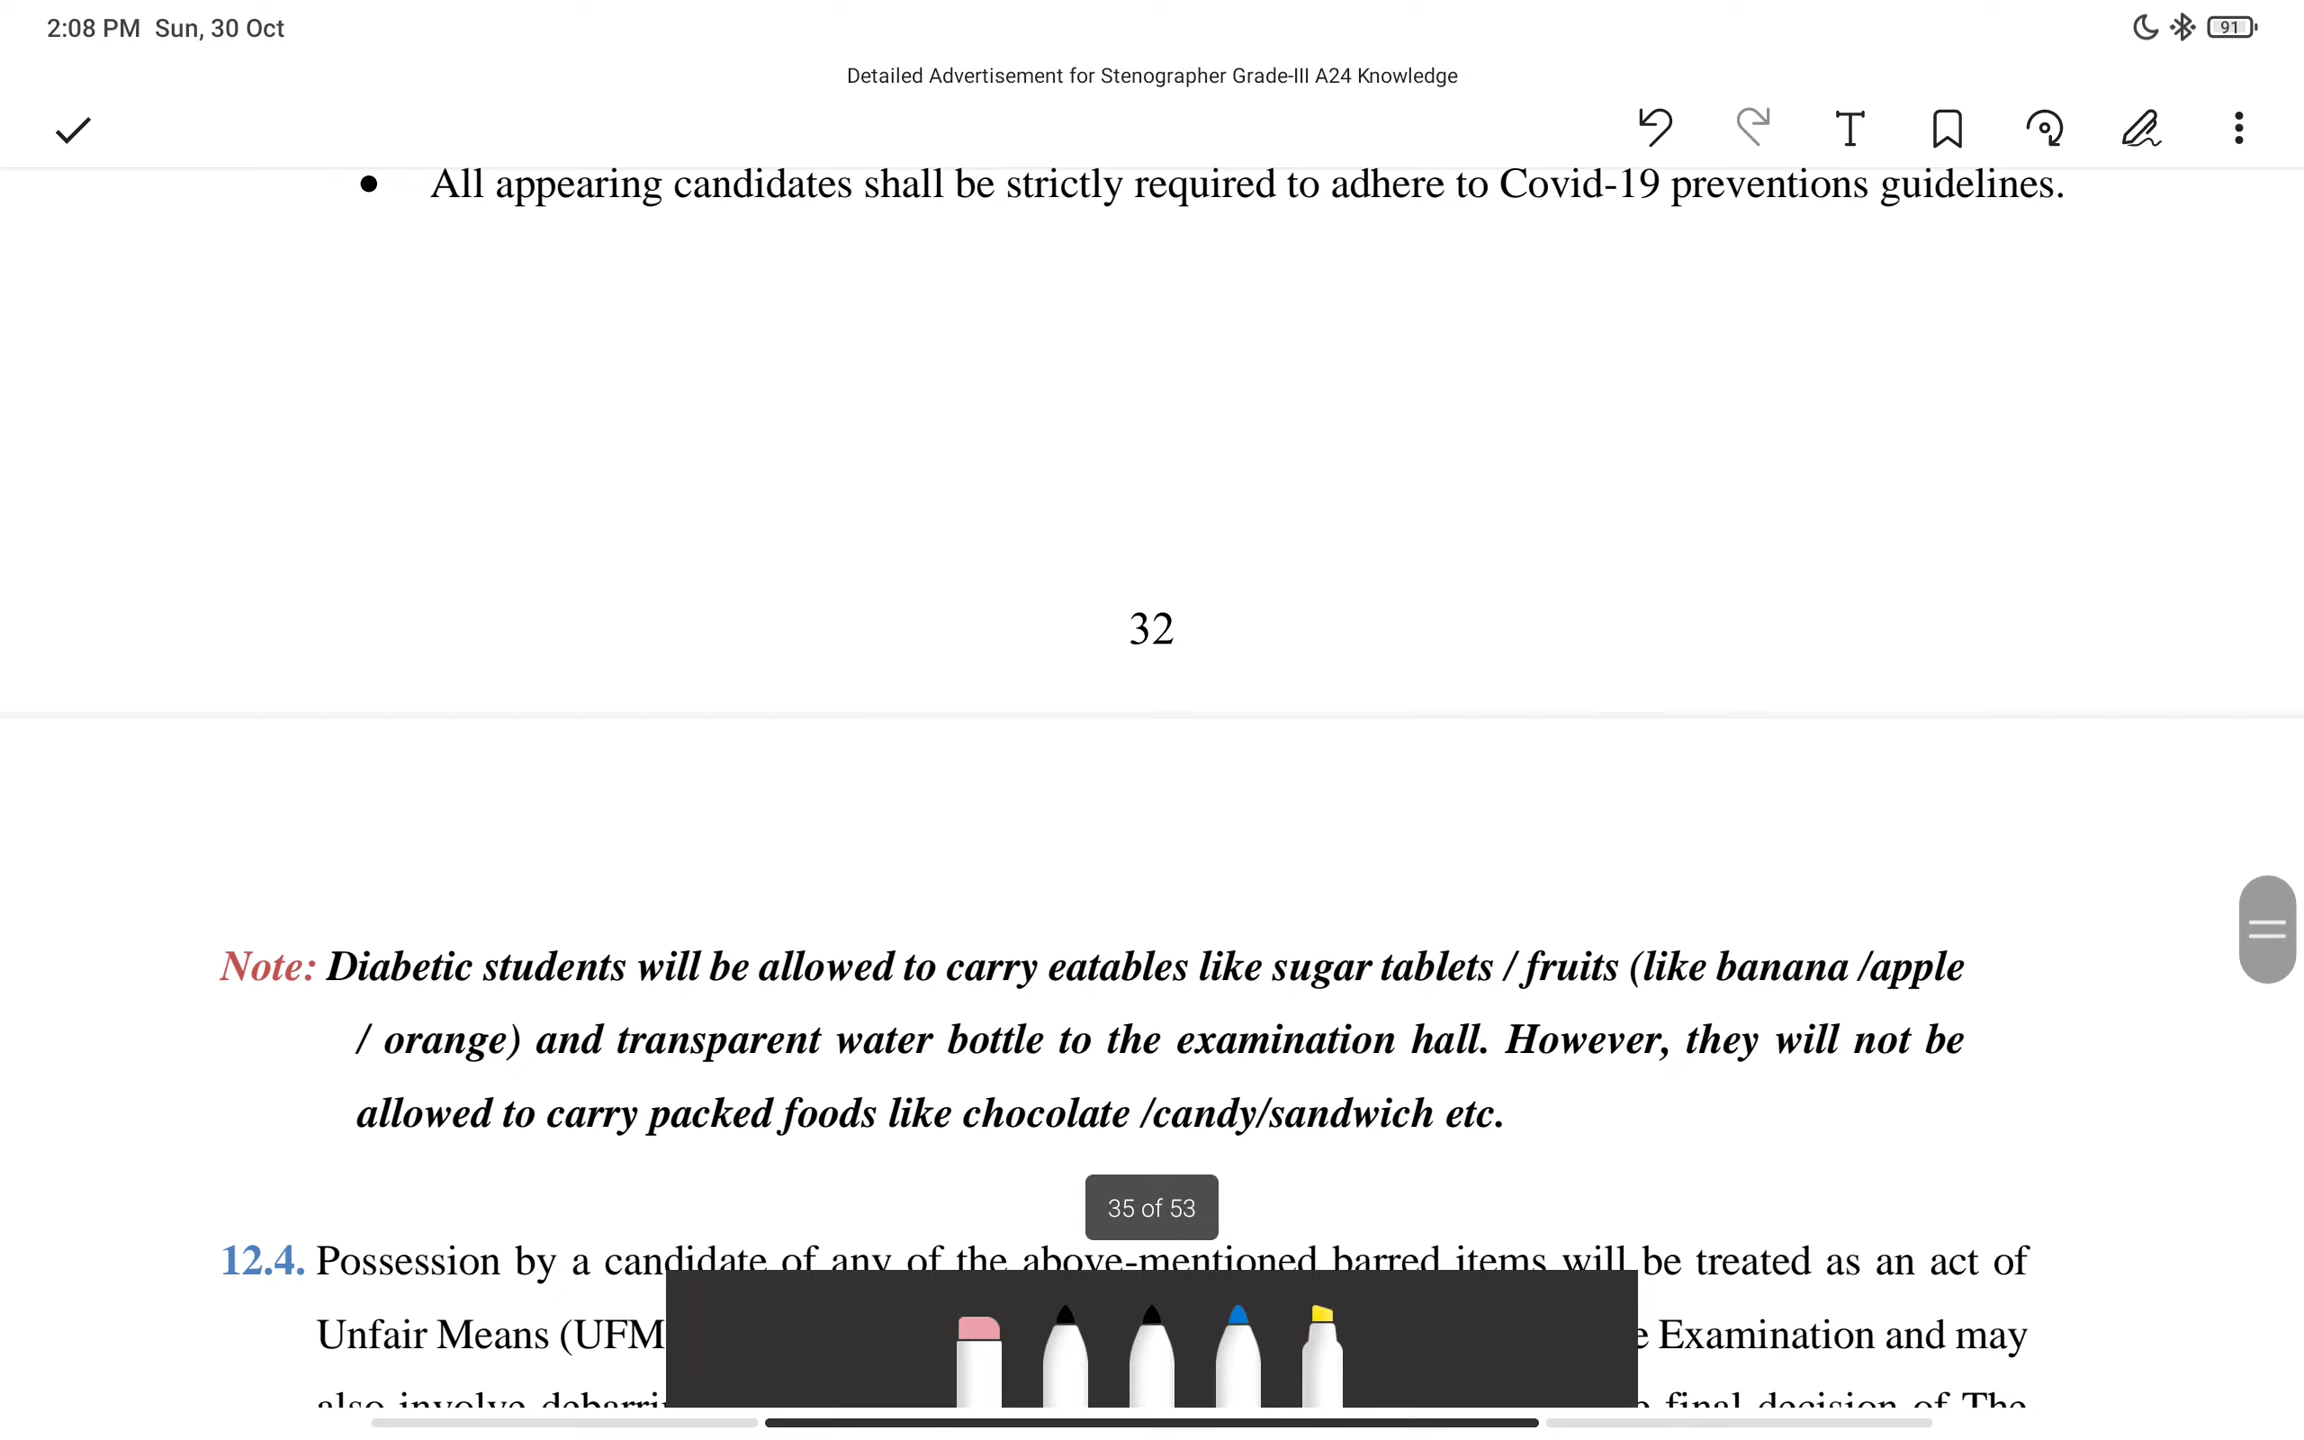 2:08 PM Sun, 30 Oct
91
Detailed Advertisement for Stenographer Grade-III A24 Knowledge
• All appearing candidates shall be strictly required to adhere to Covid-19 preventions guidelines.
32
Note: Diabetic students will be allowed to carry eatables like sugar tablets / fruits (like banana /apple
/ orange) and transparent water bottle to the examination hall. However, they will not be
allowed to carry packed foods like chocolate /candy/sandwich etc.
35 of 53
12.4. Possession by a candidate of any of the above-mentioned barred items will be treated as an act of
Unfair Means (UFM Examination and may
also involve final decision of The